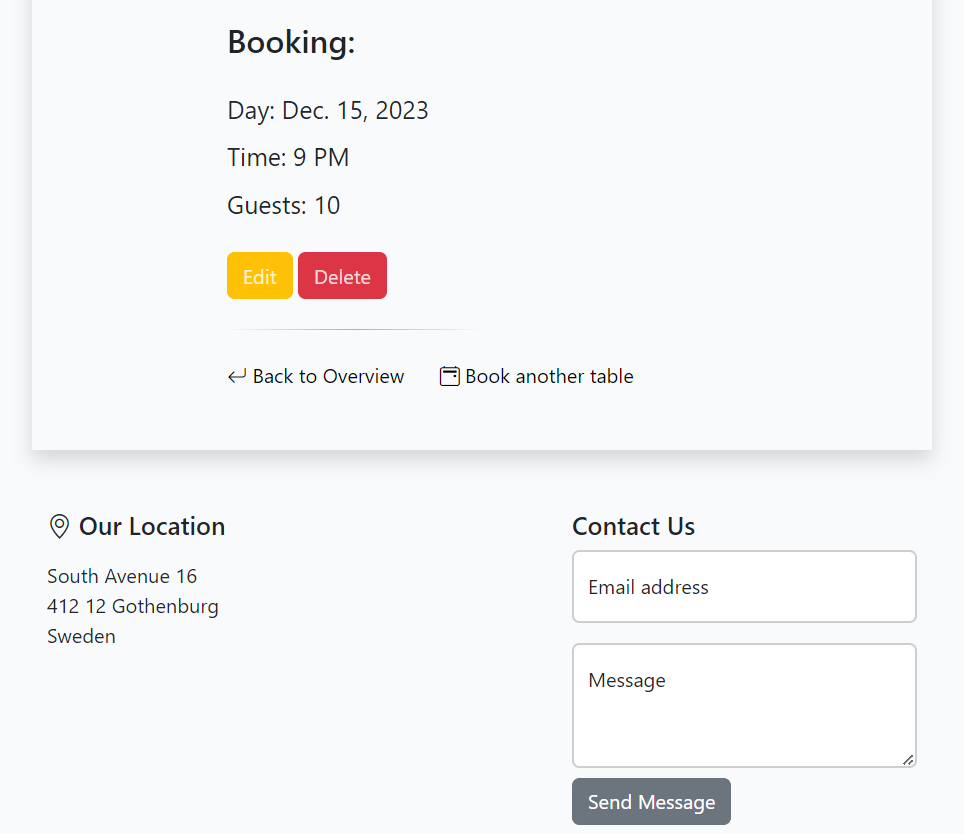 Booking:
Day: Dec. 15, 2023
Time: 9 PM
Guests: 10
Edit Delete
Back to Overview Book another table
Our Location
South Avenue 16
412 12 Gothenburg
Sweden
Contact Us
Email address
Message
Send Message